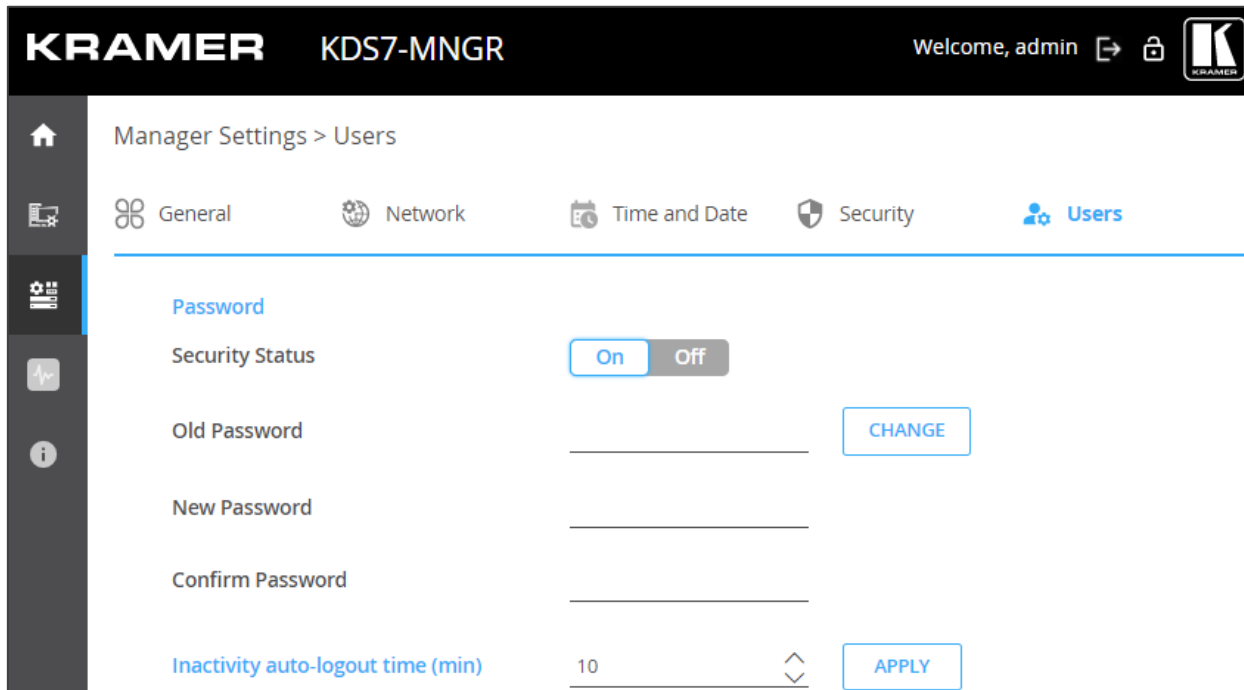 KRAMER KDS7-MNGR Welcome, admin
KRAMER
Manager Settings > Users
General Network Time and Date Security Users
Password
Security Status On Off
Old Password CHANGE
New Password
Confirm Password
Inactivity auto-logout time (min) 10 APPLY